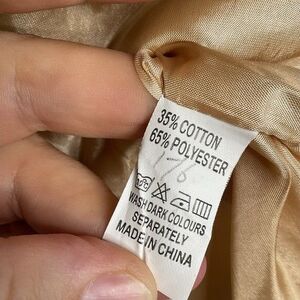 35% COTTON
65% POLYESTER
WASH DARK COLOURS
SEPARATELY
MADE IN CHINA